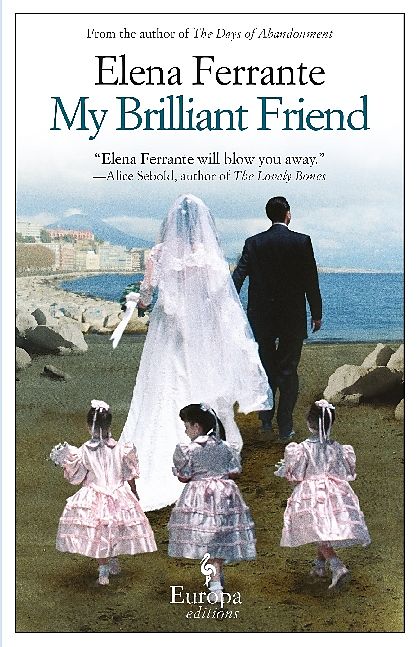 From the author of The Days of Abandonment
Elena Ferrante
My Brilliant Friend
“Elena Ferrante will blow you away.”
—Alice Sebold, author of The Lovely Bones
Europa
editions